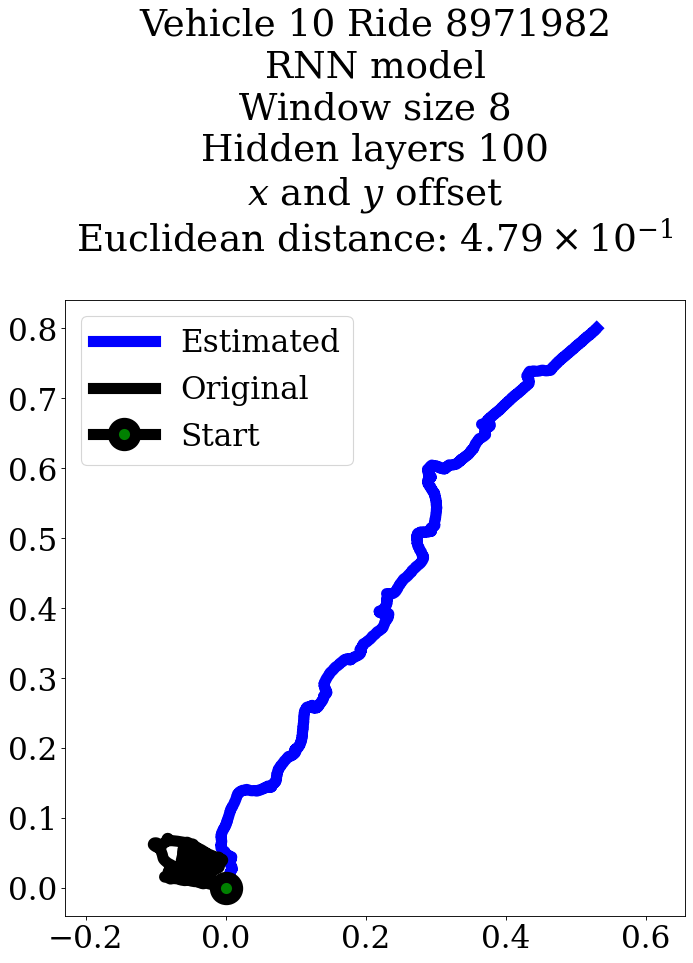 Vehicle 10 Ride 8971982
RNN model
Window size 8
Hidden layers 100
x and y offset
Euclidean distance: 4.79 × 10⁻¹
Estimated
Original
Start
0.8
0.7
0.6
0.5
0.4
0.3
0.2
0.1
0.0
−0.2 0.0 0.2 0.4 0.6